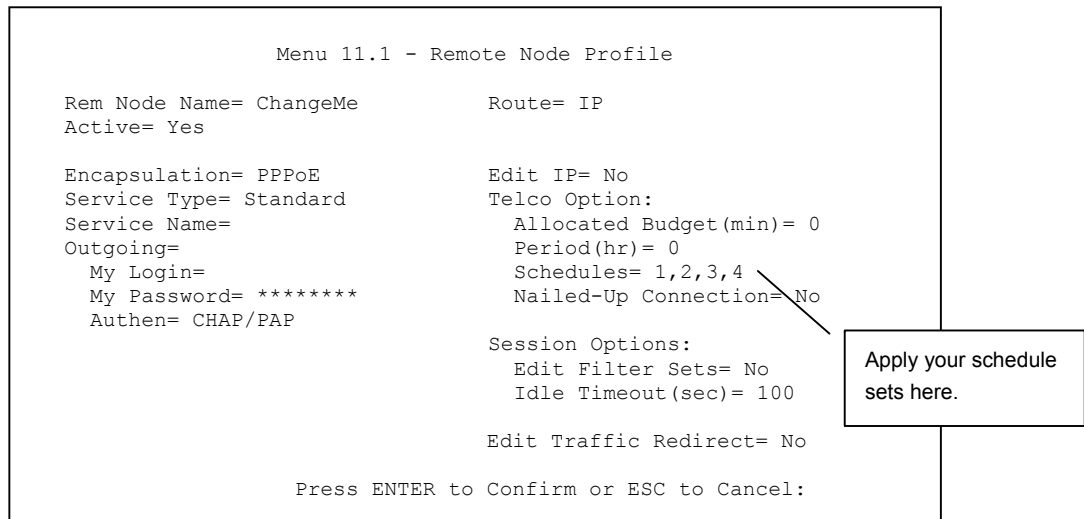 Menu 11.1 - Remote Node Profile
Rem Node Name= ChangeMe Route= IP
Active= Yes
Encapsulation= PPPoE Edit IP= No
Service Type= Standard Telco Option:
Service Name= Allocated Budget(min)= 0
Outgoing= Period(hr)= 0
My Login= Schedules= 1,2,3,4
My Password= ******** Nailed-Up Connection= No
Authen= CHAP/PAP
Session Options:
Edit Filter Sets= No
Idle Timeout(sec)= 100
Edit Traffic Redirect= No
Press ENTER to Confirm or ESC to Cancel:
Apply your schedule
sets here.